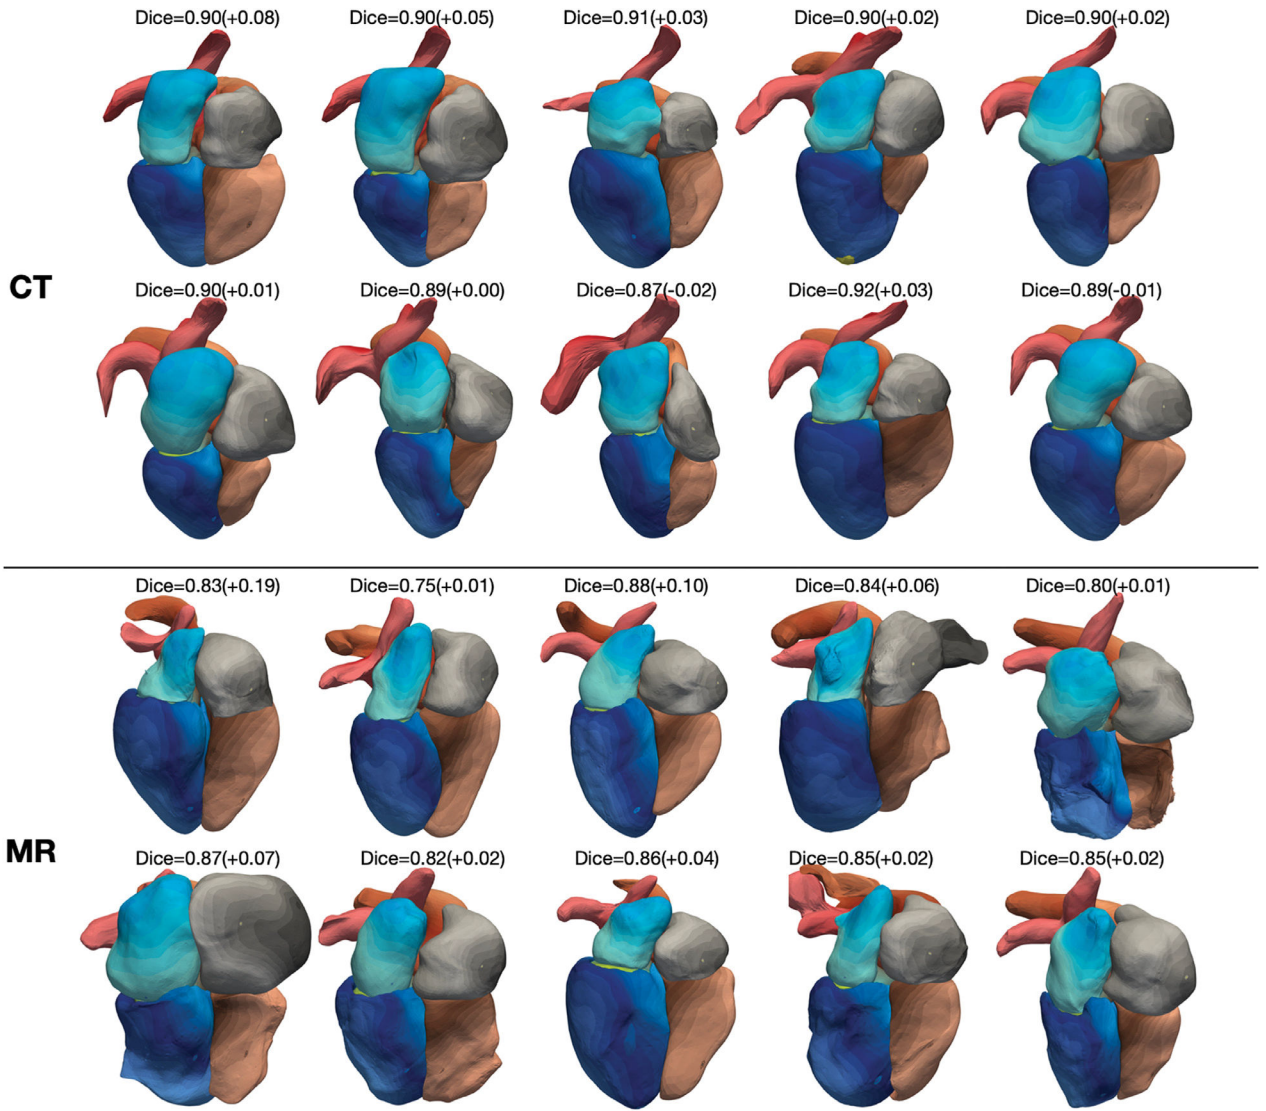 Dice=0.90(+0.08) Dice=0.90(+0.05) Dice=0.91(+0.03) Dice=0.90(+0.02) Dice=0.90(+0.02)
CT
Dice=0.90(+0.01) Dice=0.89(+0.00) Dice=0.87(-0.02) Dice=0.92(+0.03) Dice=0.89(-0.01)
Dice=0.83(+0.19) Dice=0.75(+0.01) Dice=0.88(+0.10) Dice=0.84(+0.06) Dice=0.80(+0.01)
MR
Dice=0.87(+0.07) Dice=0.82(+0.02) Dice=0.86(+0.04) Dice=0.85(+0.02) Dice=0.85(+0.02)